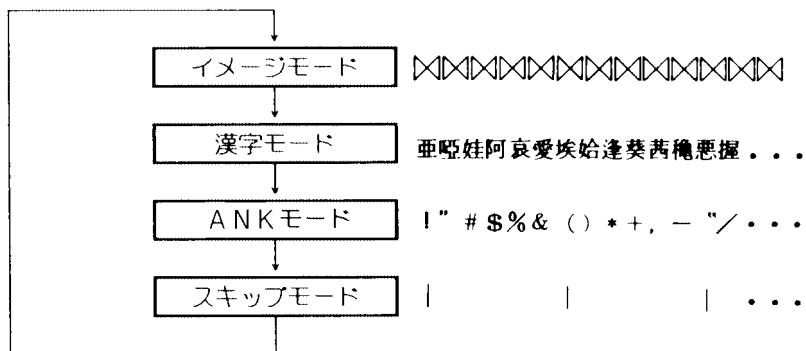 イメージモード
漢字モード 亜唖娃阿哀愛埃姶逢葵茜穐悪握・・・
ANKモード !"#$%& ()*+,－"/・・・
スキップモード | | | ・・・